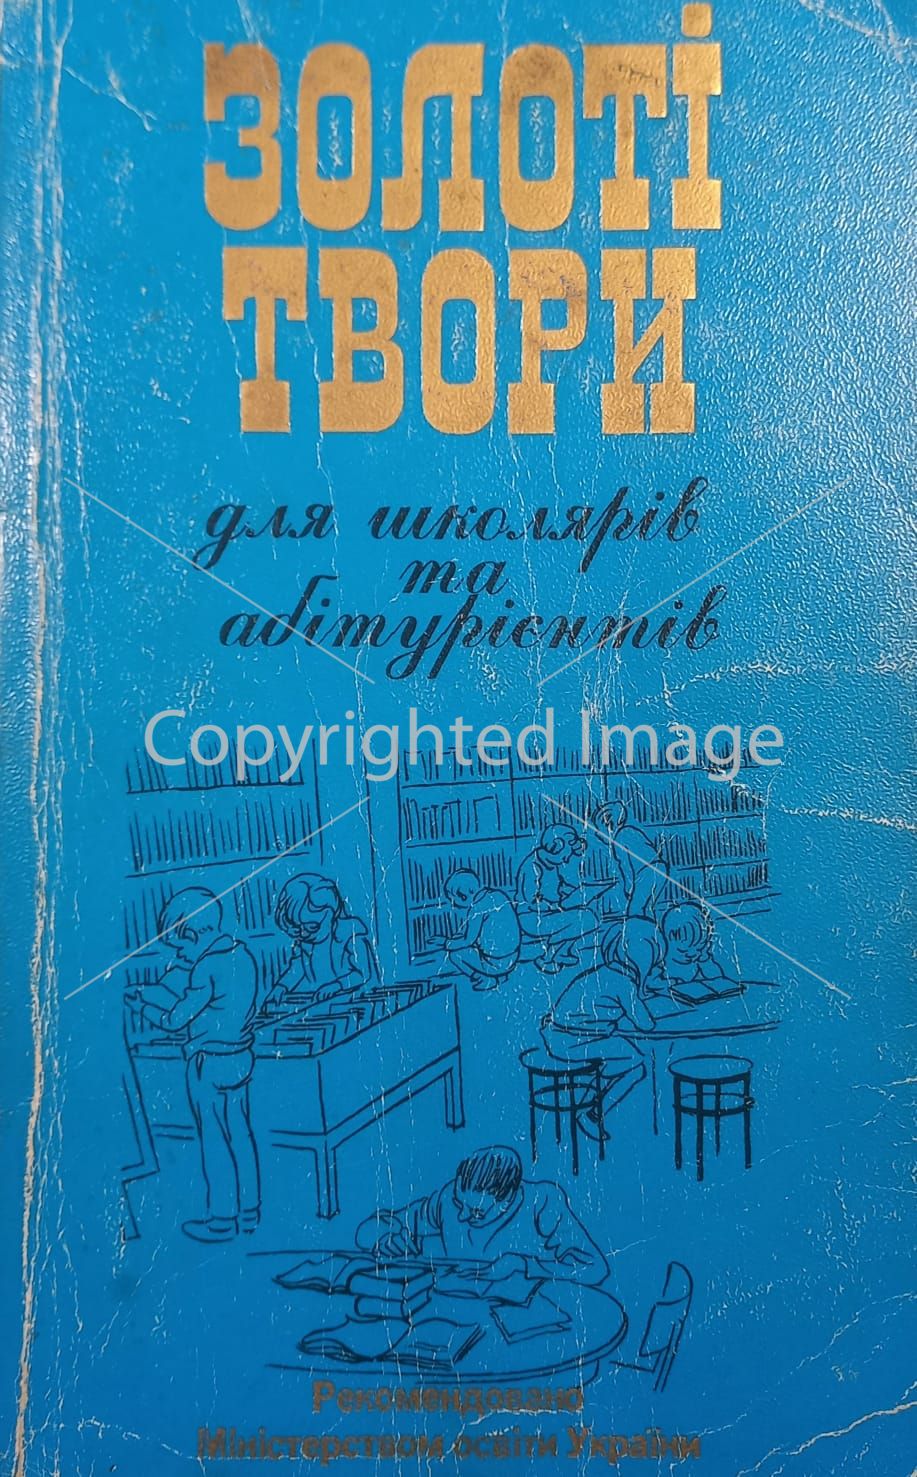 ЗОЛОТІ
ТВОРИ
для школярів
та
абітурієнтів
Copyrighted Image
Рекомендовано
Міністерством освіти України